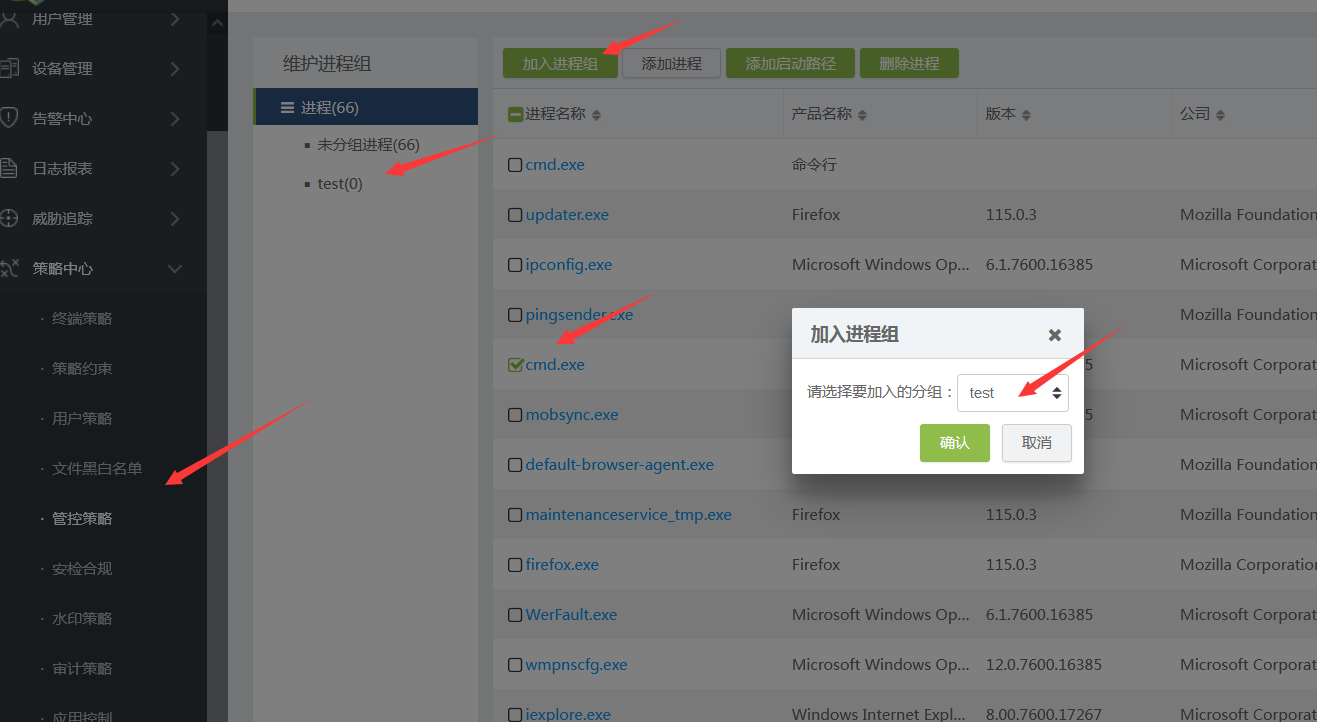 用户管理
设备管理
告警中心
日志报表
威胁追踪
策略中心
· 终端策略
· 策略约束
· 用户策略
· 文件黑白名单
· 管控策略
· 安检合规
· 水印策略
· 审计策略
· 应用控制
维护进程组
进程(66)
未分组进程(66)
test(0)
加入进程组 添加进程 添加启动路径 删除进程
进程名称 产品名称 版本 公司
cmd.exe 命令行
updater.exe Firefox 115.0.3 Mozilla Foundation
ipconfig.exe Microsoft Windows Op... 6.1.7600.16385 Microsoft Corporat
pingsender.exe Mozilla Foundation
cmd.exe 5 Microsoft Corporat
mobsync.exe 5 Microsoft Corporat
default-browser-agent.exe Mozilla Foundation
maintenanceservice_tmp.exe Firefox 115.0.3 Mozilla Foundation
firefox.exe Firefox 115.0.3 Mozilla Corporation
WerFault.exe Microsoft Windows Op... 6.1.7600.16385 Microsoft Corporat
wmpnscfg.exe Microsoft Windows Op... 12.0.7600.16385 Microsoft Corporat
iexplore.exe Windows Internet Expl... 8.00.7600.17267 Microsoft Corporat
加入进程组
请选择要加入的分组： test
确认 取消